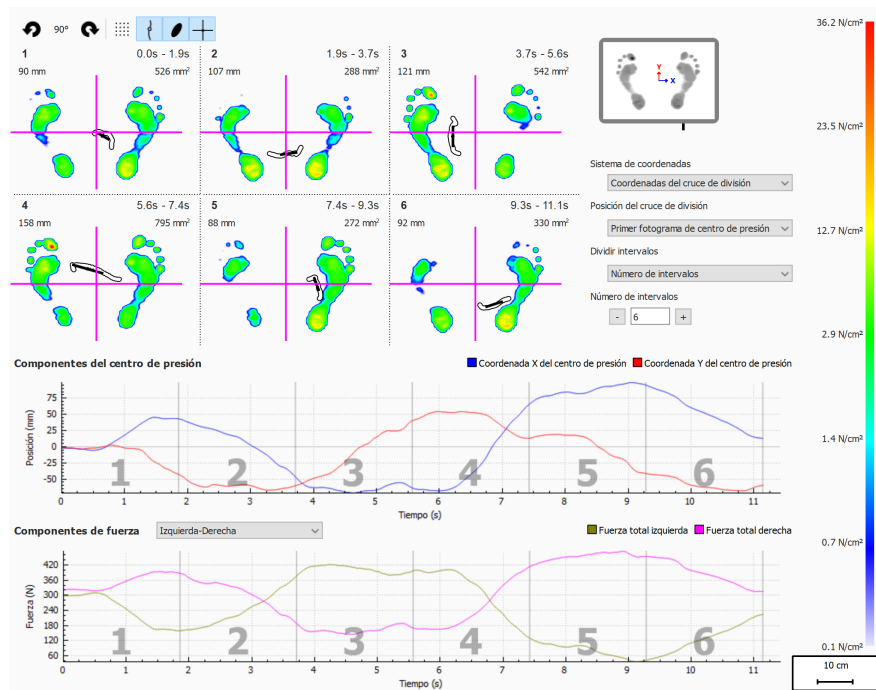 90°
1 0.0s - 1.9s
90 mm 526 mm²
2 1.9s - 3.7s
107 mm 288 mm²
3 3.7s - 5.6s
121 mm 542 mm²
4 5.6s - 7.4s
158 mm 795 mm²
5 7.4s - 9.3s
88 mm 272 mm²
6 9.3s - 11.1s
92 mm 330 mm²
Y
X
Sistema de coordenadas
Coordenadas del cruce de división
Posición del cruce de división
Primer fotograma de centro de presión
Dividir intervalos
Número de intervalos
Número de intervalos
- 6 +
36.2 N/cm²
23.5 N/cm²
12.7 N/cm²
2.9 N/cm²
1.4 N/cm²
0.7 N/cm²
0.1 N/cm²
10 cm
Componentes del centro de presión
Coordenada X del centro de presión Coordenada Y del centro de presión
Posición (mm)
75
50
25
0
-25
-50
1 2 3 4 5 6
0 1 2 3 4 5 6 7 8 9 10 11
Tiempo (s)
Componentes de fuerza Izquierda-Derecha
Fuerza total izquierda Fuerza total derecha
Fuerza (N)
420
360
300
240
180
120
60
1 2 3 4 5 6
0 1 2 3 4 5 6 7 8 9 10 11
Tiempo (s)